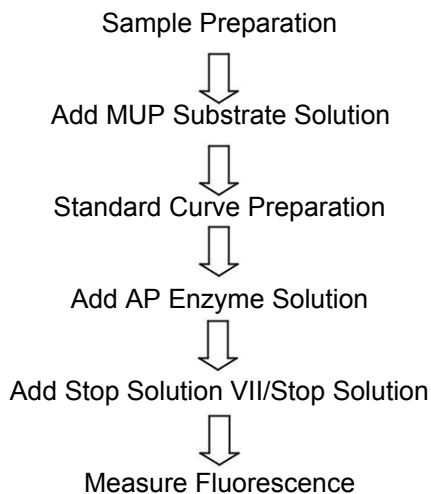 Sample Preparation
Add MUP Substrate Solution
Standard Curve Preparation
Add AP Enzyme Solution
Add Stop Solution VII/Stop Solution
Measure Fluorescence